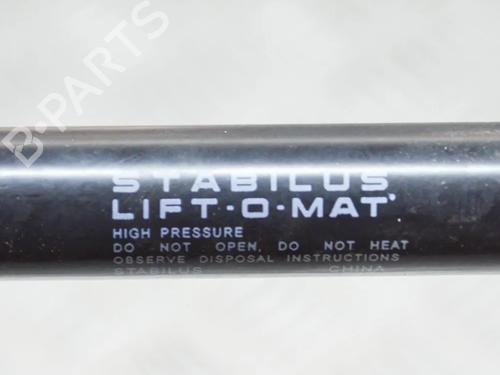 B-PARTS
STABILUS
LIFT-O-MAT
HIGH PRESSURE
DO NOT OPEN, DO NOT HEAT
OBSERVE DISPOSAL INSTRUCTIONS
STABILUS CHINA